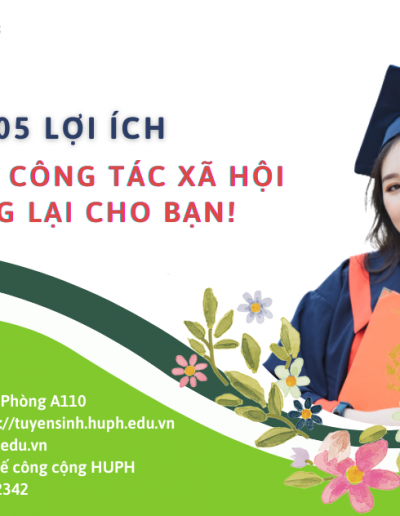 05 LỢI ÍCH
CÔNG TÁC XÃ HỘI
G LẠI CHO BẠN!
Phòng A110
://tuyensinh.huph.edu.vn
edu.vn
ế công cộng HUPH
2342